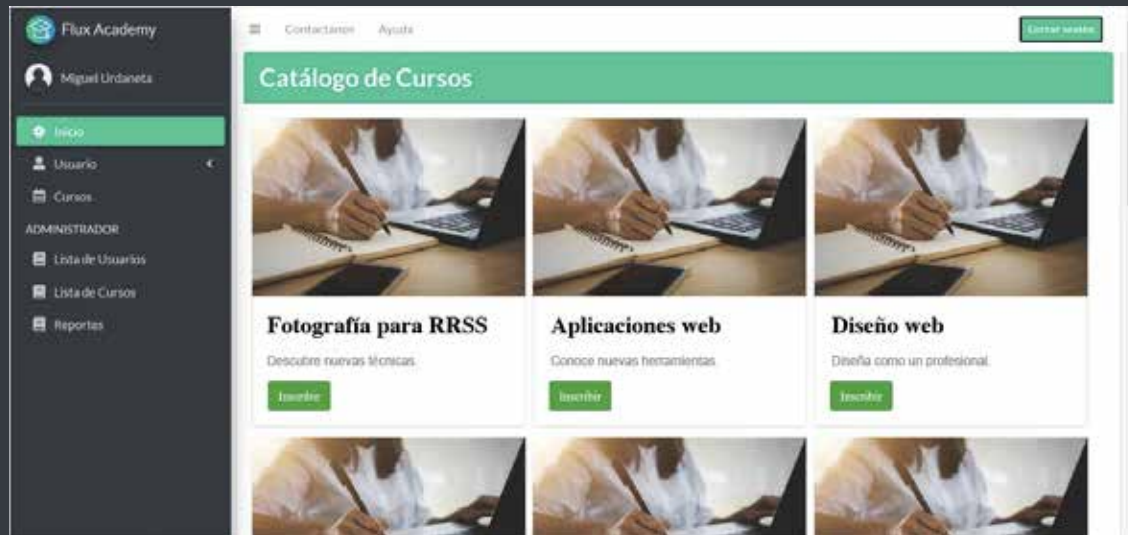 Flux Academy
Miguel Urdaneta
Inicio
Usuario
Cursos
ADMINISTRADOR
Lista de Usuarios
Lista de Cursos
Reportes
Contactanos Ayuda
Cerrar sesión
Catálogo de Cursos
Fotografía para RRSS
Descubre nuevas técnicas.
Inscribir
Aplicaciones web
Conoce nuevas herramientas.
Inscribir
Diseño web
Diseña como un profesional.
Inscribir